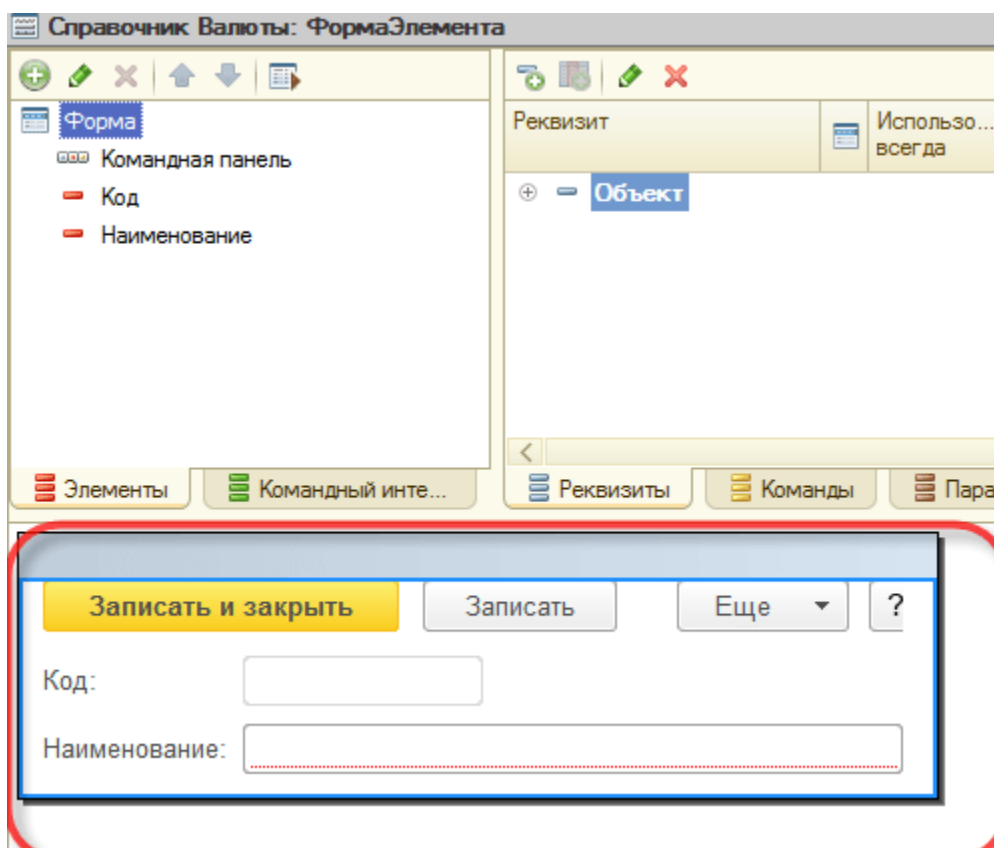 Справочник Валюты: ФормаЭлемента
Форма
Командная панель
Код
Наименование
Реквизит
Использо...
всегда
Объект
Элементы
Командный инте...
Реквизиты
Команды
Пара
Записать и закрыть
Записать
Еще
?
Код:
Наименование: